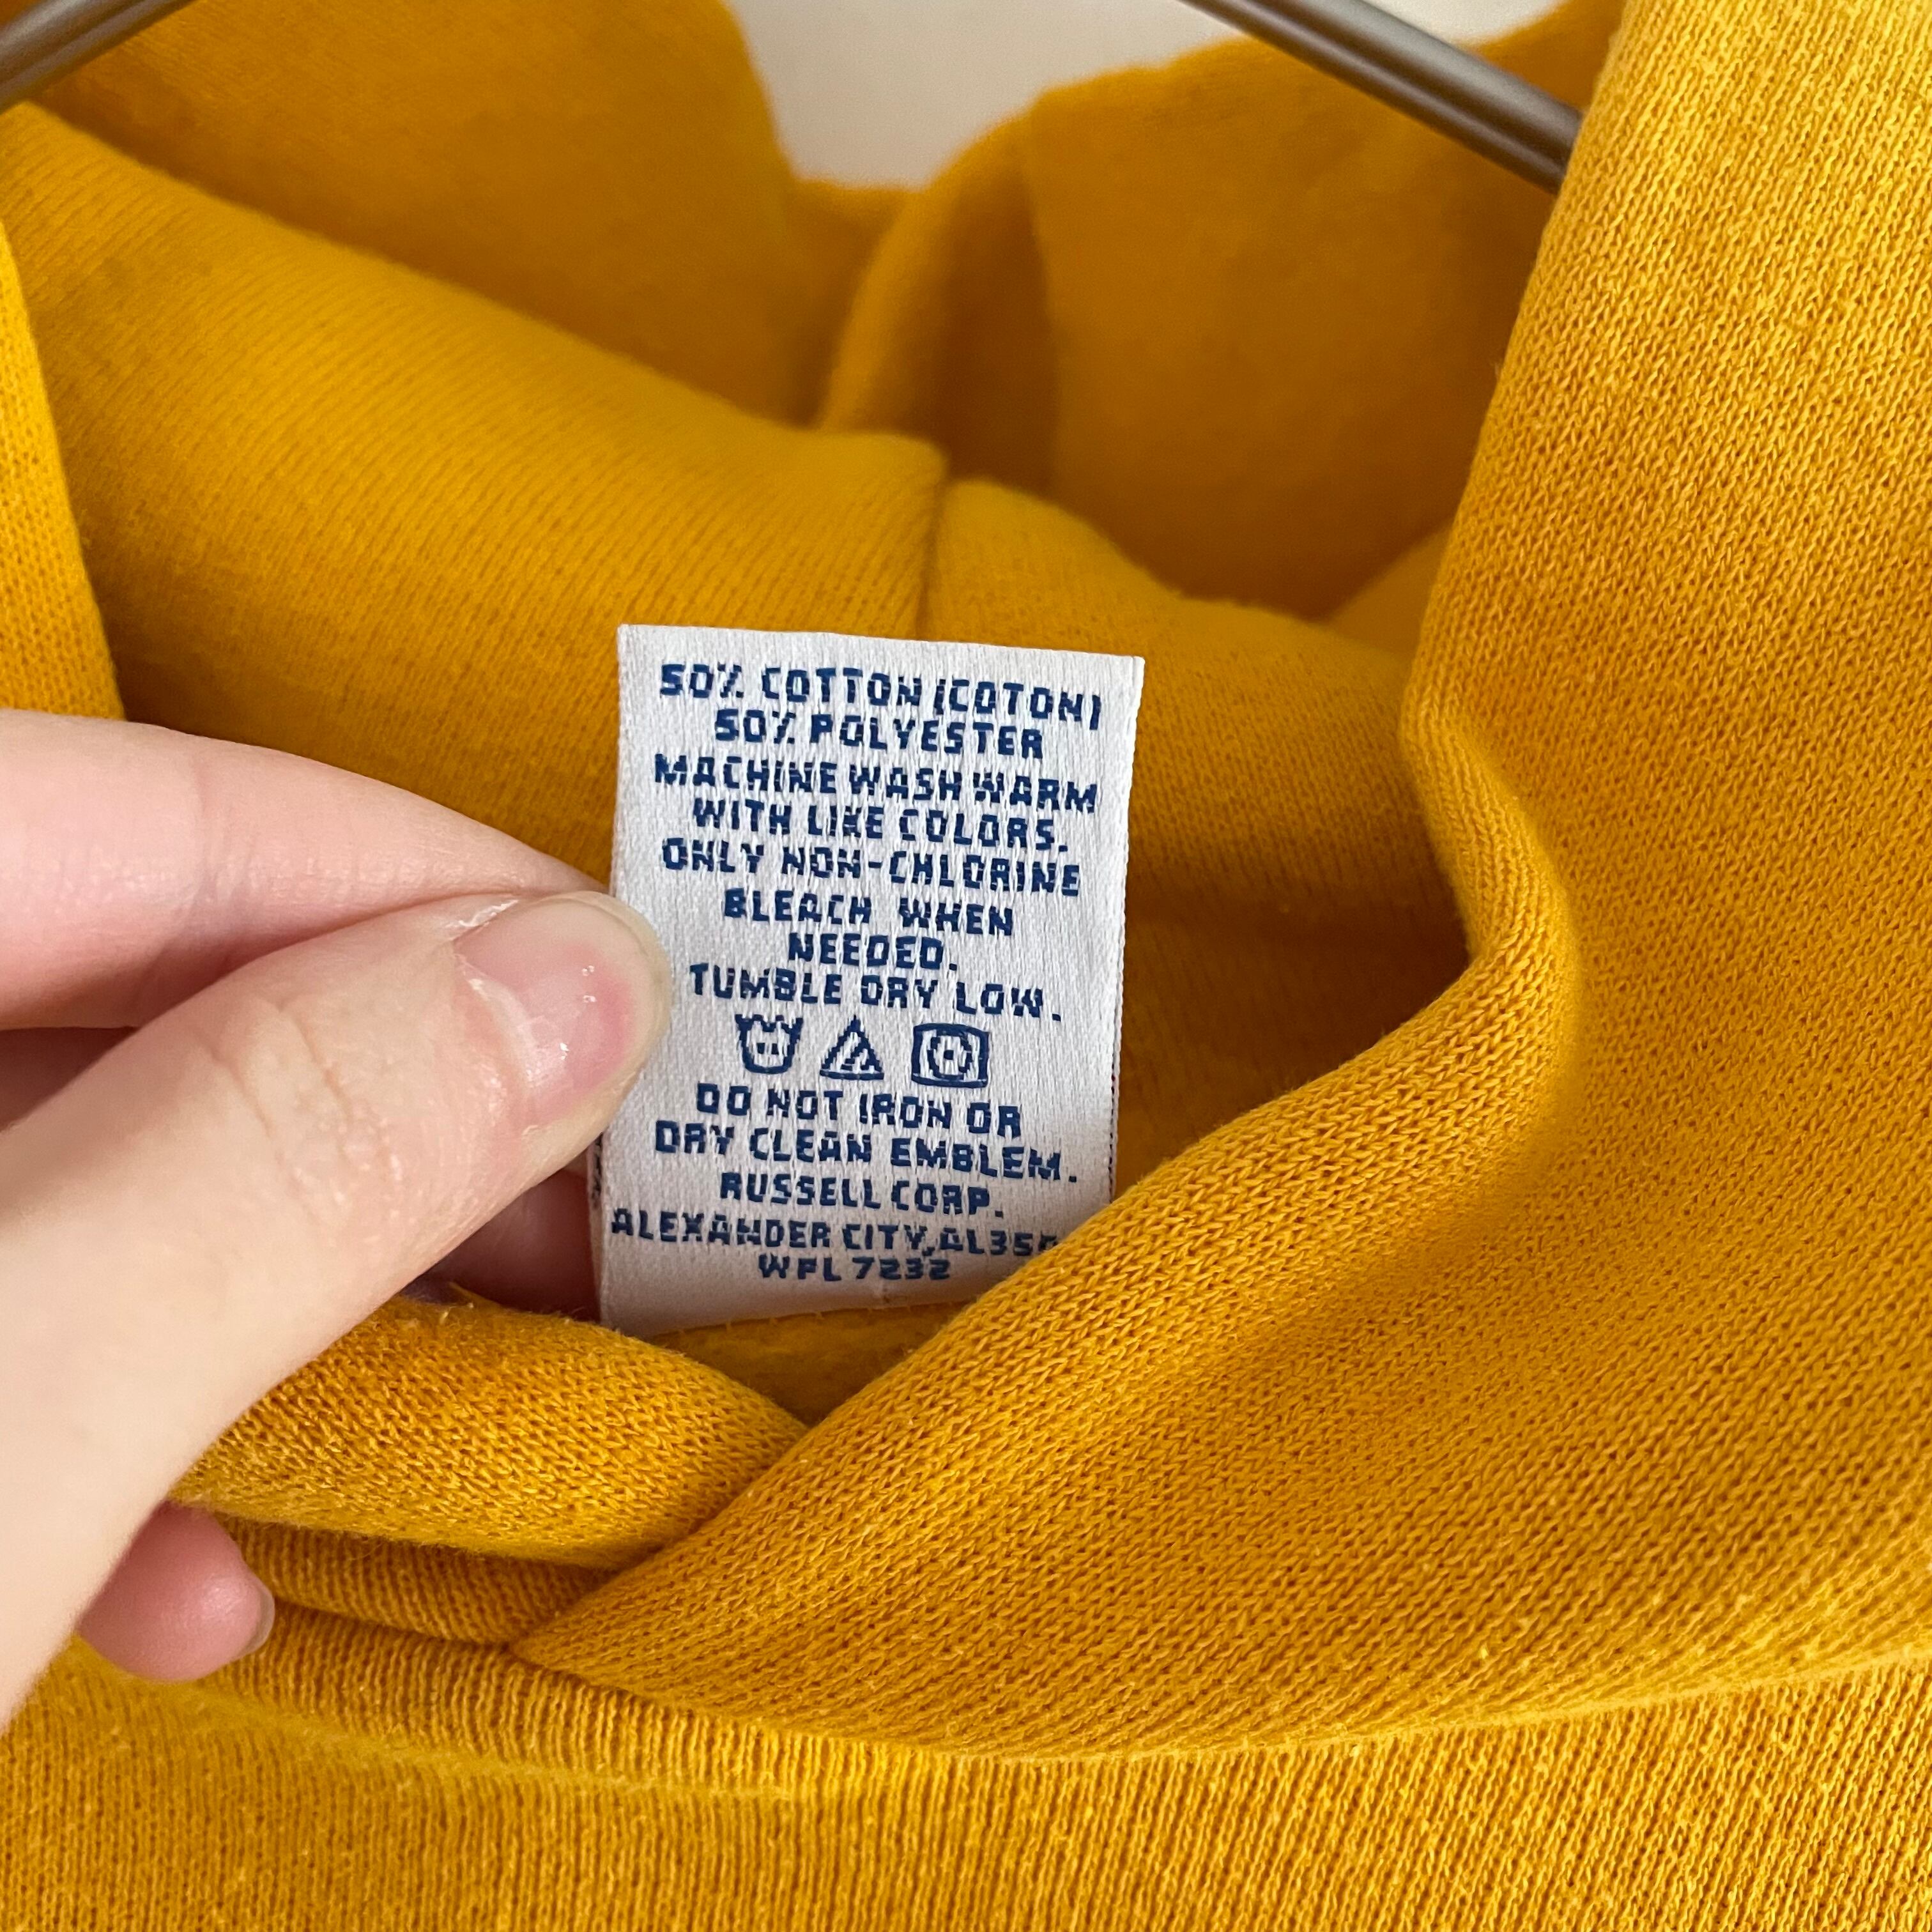 50% COTTON (COTON)
50% POLYESTER
MACHINE WASH WARM
WITH LIKE COLORS.
ONLY NON-CHLORINE
BLEACH WHEN
NEEDED.
TUMBLE DRY LOW.
DO NOT IRON OR
DRY CLEAN EMBLEM.
RUSSELL CORP.
ALEXANDER CITY, AL
WPL 7232